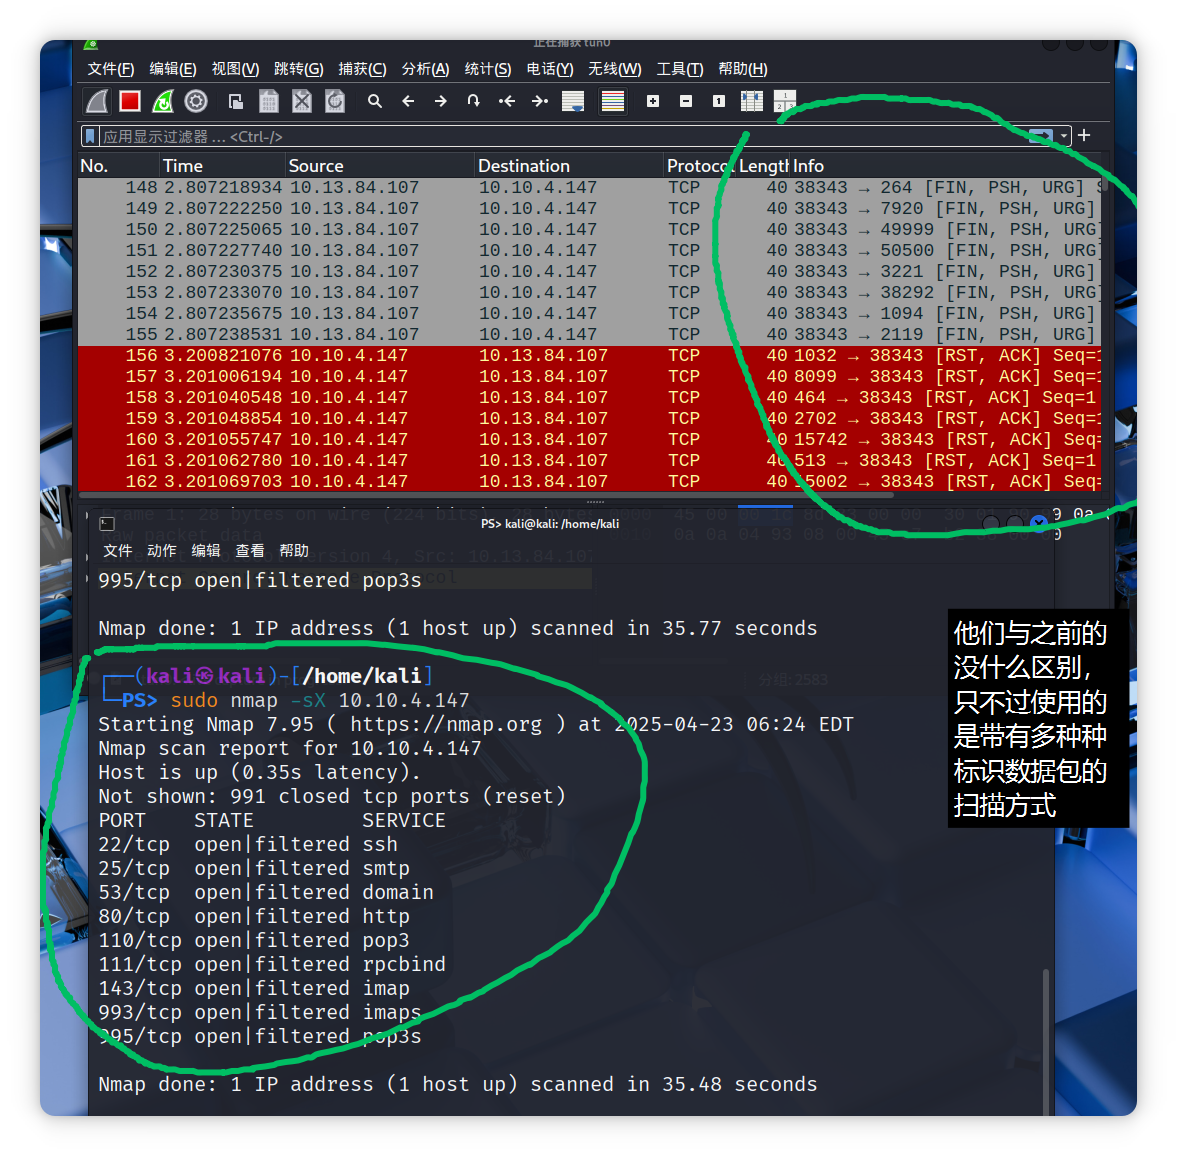 正在捕获 tun0
文件(F) 编辑(E) 视图(V) 跳转(G) 捕获(C) 分析(A) 统计(S) 电话(Y) 无线(W) 工具(T) 帮助(H)
应用显示过滤器 … <Ctrl-/>
No. Time Source Destination Protocol Length Info
148 2.807218934 10.13.84.107 10.10.4.147 TCP 40 38343 → 264 [FIN, PSH, URG] S
149 2.807222250 10.13.84.107 10.10.4.147 TCP 40 38343 → 7920 [FIN, PSH, URG]
150 2.807225065 10.13.84.107 10.10.4.147 TCP 40 38343 → 49999 [FIN, PSH, URG]
151 2.807227740 10.13.84.107 10.10.4.147 TCP 40 38343 → 50500 [FIN, PSH, URG]
152 2.807230375 10.13.84.107 10.10.4.147 TCP 40 38343 → 3221 [FIN, PSH, URG]
153 2.807233070 10.13.84.107 10.10.4.147 TCP 40 38343 → 38292 [FIN, PSH, URG]
154 2.807235675 10.13.84.107 10.10.4.147 TCP 40 38343 → 1094 [FIN, PSH, URG]
155 2.807238531 10.13.84.107 10.10.4.147 TCP 40 38343 → 2119 [FIN, PSH, URG]
156 3.200821076 10.10.4.147 10.13.84.107 TCP 40 1032 → 38343 [RST, ACK] Seq=1
157 3.201006194 10.10.4.147 10.13.84.107 TCP 40 8099 → 38343 [RST, ACK] Seq=1
158 3.201040548 10.10.4.147 10.13.84.107 TCP 40 464 → 38343 [RST, ACK] Seq=1
159 3.201048854 10.10.4.147 10.13.84.107 TCP 40 2702 → 38343 [RST, ACK] Seq=1
160 3.201055747 10.10.4.147 10.13.84.107 TCP 40 15742 → 38343 [RST, ACK] Seq=
161 3.201062780 10.10.4.147 10.13.84.107 TCP 40 513 → 38343 [RST, ACK] Seq=1
162 3.201069703 10.10.4.147 10.13.84.107 TCP 40 15002 → 38343 [RST, ACK] Seq=
PS> kali@kali: /home/kali
文件 动作 编辑 查看 帮助
995/tcp open|filtered pop3s
Nmap done: 1 IP address (1 host up) scanned in 35.77 seconds
(kali㉿kali)-[/home/kali]
PS> sudo nmap -sX 10.10.4.147
Starting Nmap 7.95 ( https://nmap.org ) at 2025-04-23 06:24 EDT
Nmap scan report for 10.10.4.147
Host is up (0.35s latency).
Not shown: 991 closed tcp ports (reset)
PORT STATE SERVICE
22/tcp open|filtered ssh
25/tcp open|filtered smtp
53/tcp open|filtered domain
80/tcp open|filtered http
110/tcp open|filtered pop3
111/tcp open|filtered rpcbind
143/tcp open|filtered imap
993/tcp open|filtered imaps
995/tcp open|filtered pop3s
Nmap done: 1 IP address (1 host up) scanned in 35.48 seconds
他们与之前的
没什么区别，
只不过使用的
是带有多种种
标识数据包的
扫描方式
分组: 2583